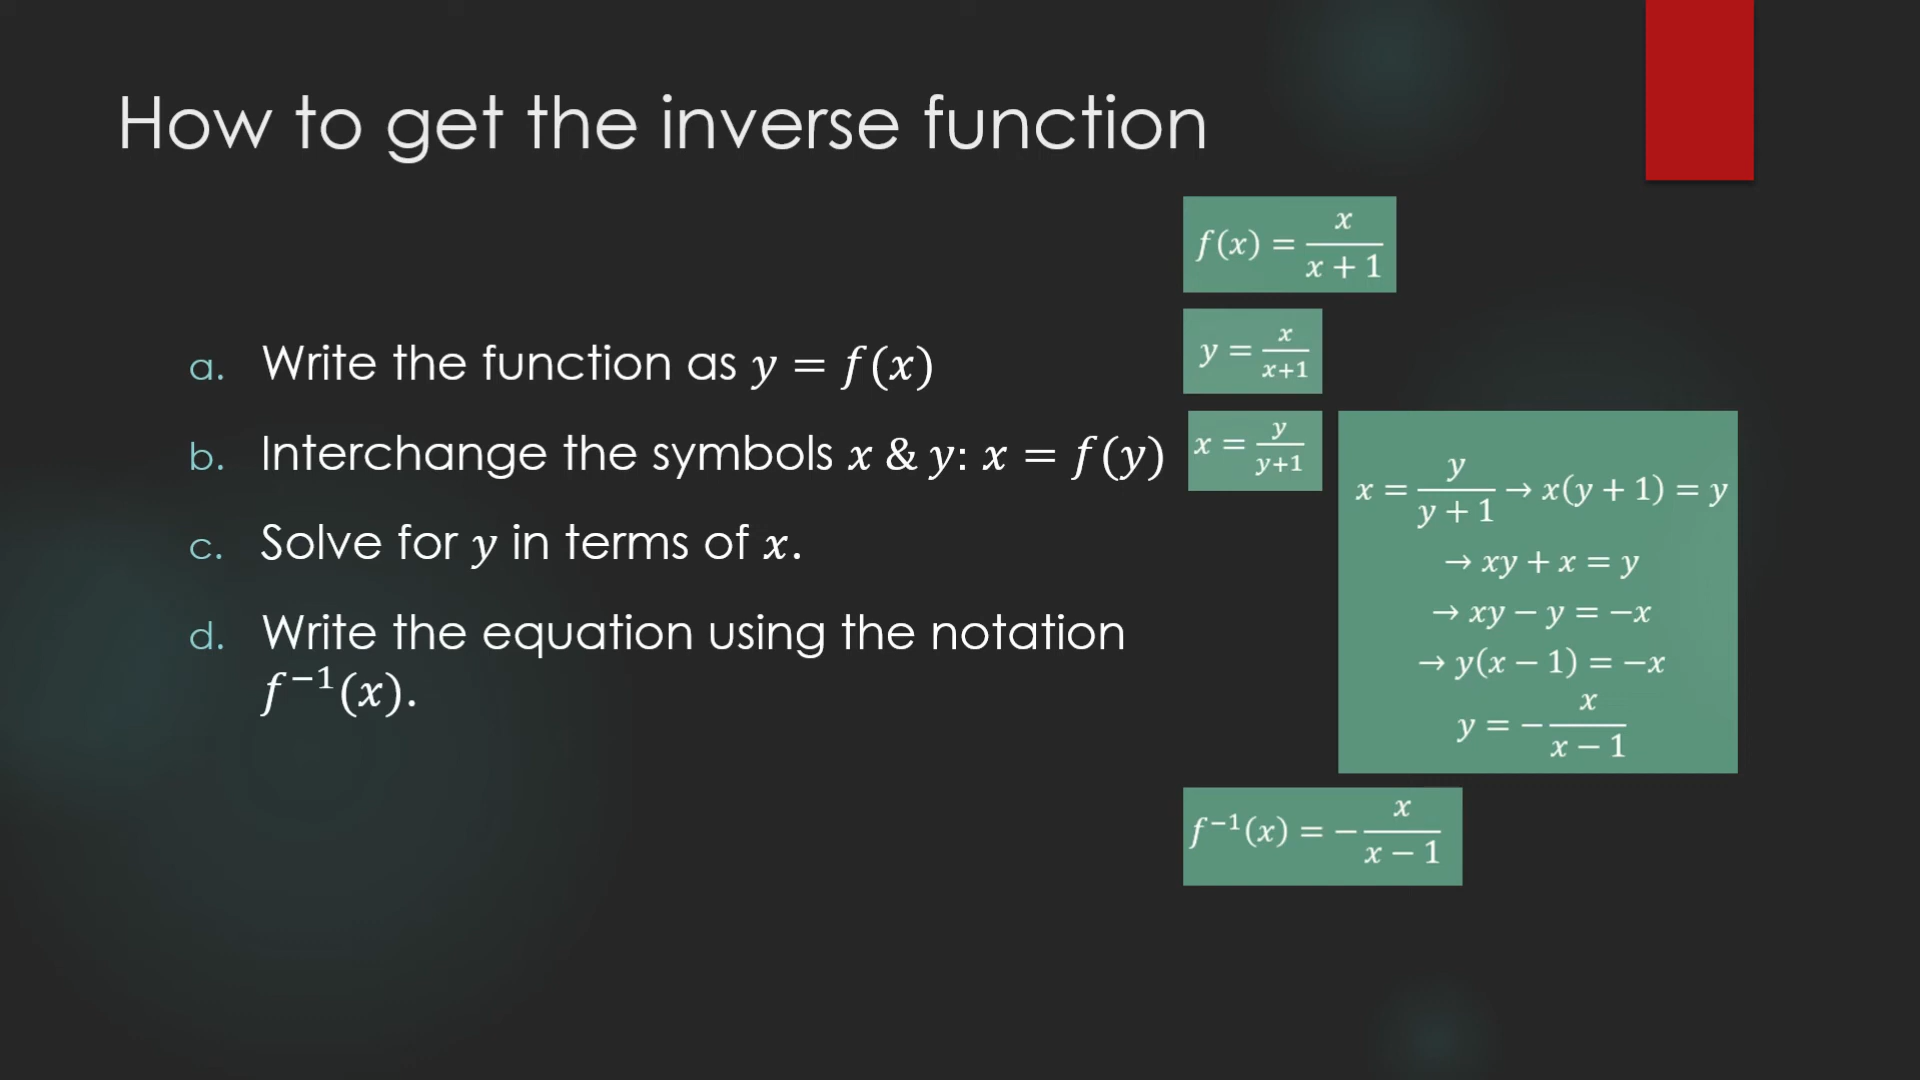 How to get the inverse function
f(x) = x/(x + 1)
a. Write the function as y = f(x)
y = x/(x+1)
b. Interchange the symbols x & y: x = f(y)
x = y/(y+1)
c. Solve for y in terms of x.
x = y/(y + 1) → x(y + 1) = y
→ xy + x = y
→ xy − y = −x
→ y(x − 1) = −x
y = − x/(x − 1)
d. Write the equation using the notation
f⁻¹(x).
f⁻¹(x) = − x/(x − 1)